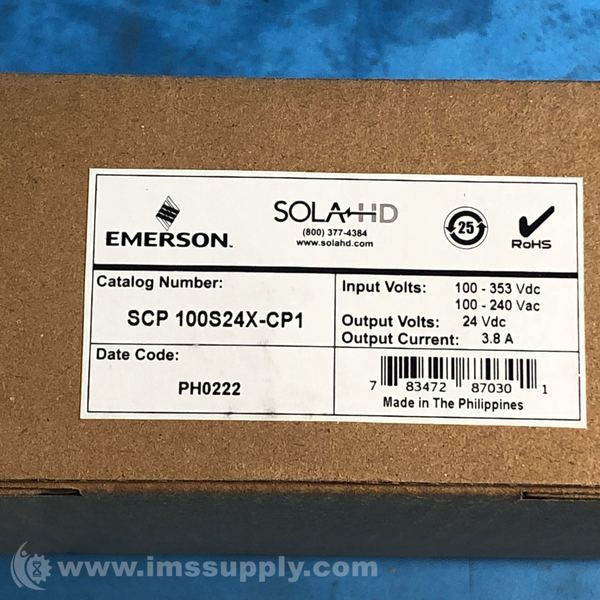 EMERSON.
SOLA HD
(800) 377-4384
www.solahd.com
25
RoHS
Catalog Number:
SCP 100S24X-CP1
Date Code:
PH0222
Input Volts: 100 - 353 Vdc
100 - 240 Vac
Output Volts: 24 Vdc
Output Current: 3.8 A
7 83472 87030 1
Made in The Philippines
www.imssupply.com